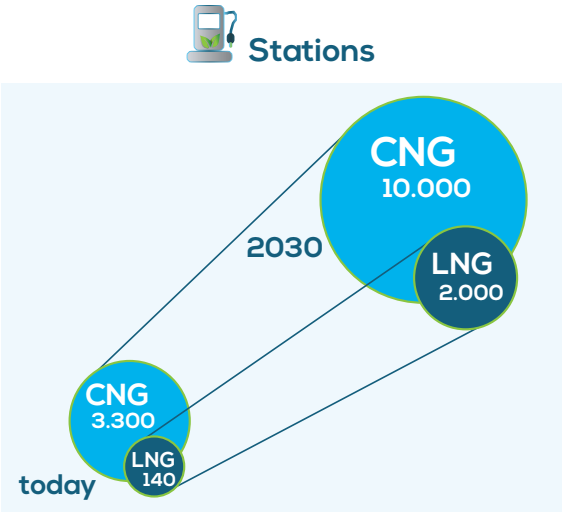 Stations
CNG
10.000
2030
LNG
2.000
CNG
3.300
LNG
140
today